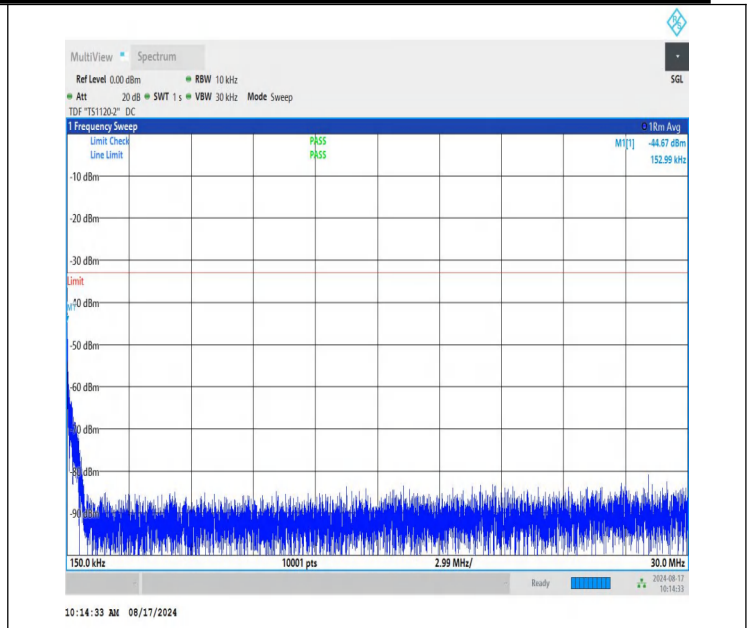 MultiView Spectrum
Ref Level 0.00 dBm RBW 10 kHz SGL
Att 20 dB SWT 1 s VBW 30 kHz Mode Sweep
TDF "TS1120-2" DC
1 Frequency Sweep 1Rm Avg
Limit Check PASS M1[1] -44.67 dBm
Line Limit PASS 152.99 kHz
-10 dBm
-20 dBm
-30 dBm
Limit
M1
-50 dBm
-60 dBm
150.0 kHz 10001 pts 2.99 MHz/ 30.0 MHz
Ready 2024-08-17
10:14:33
10:14:33 AM 08/17/2024